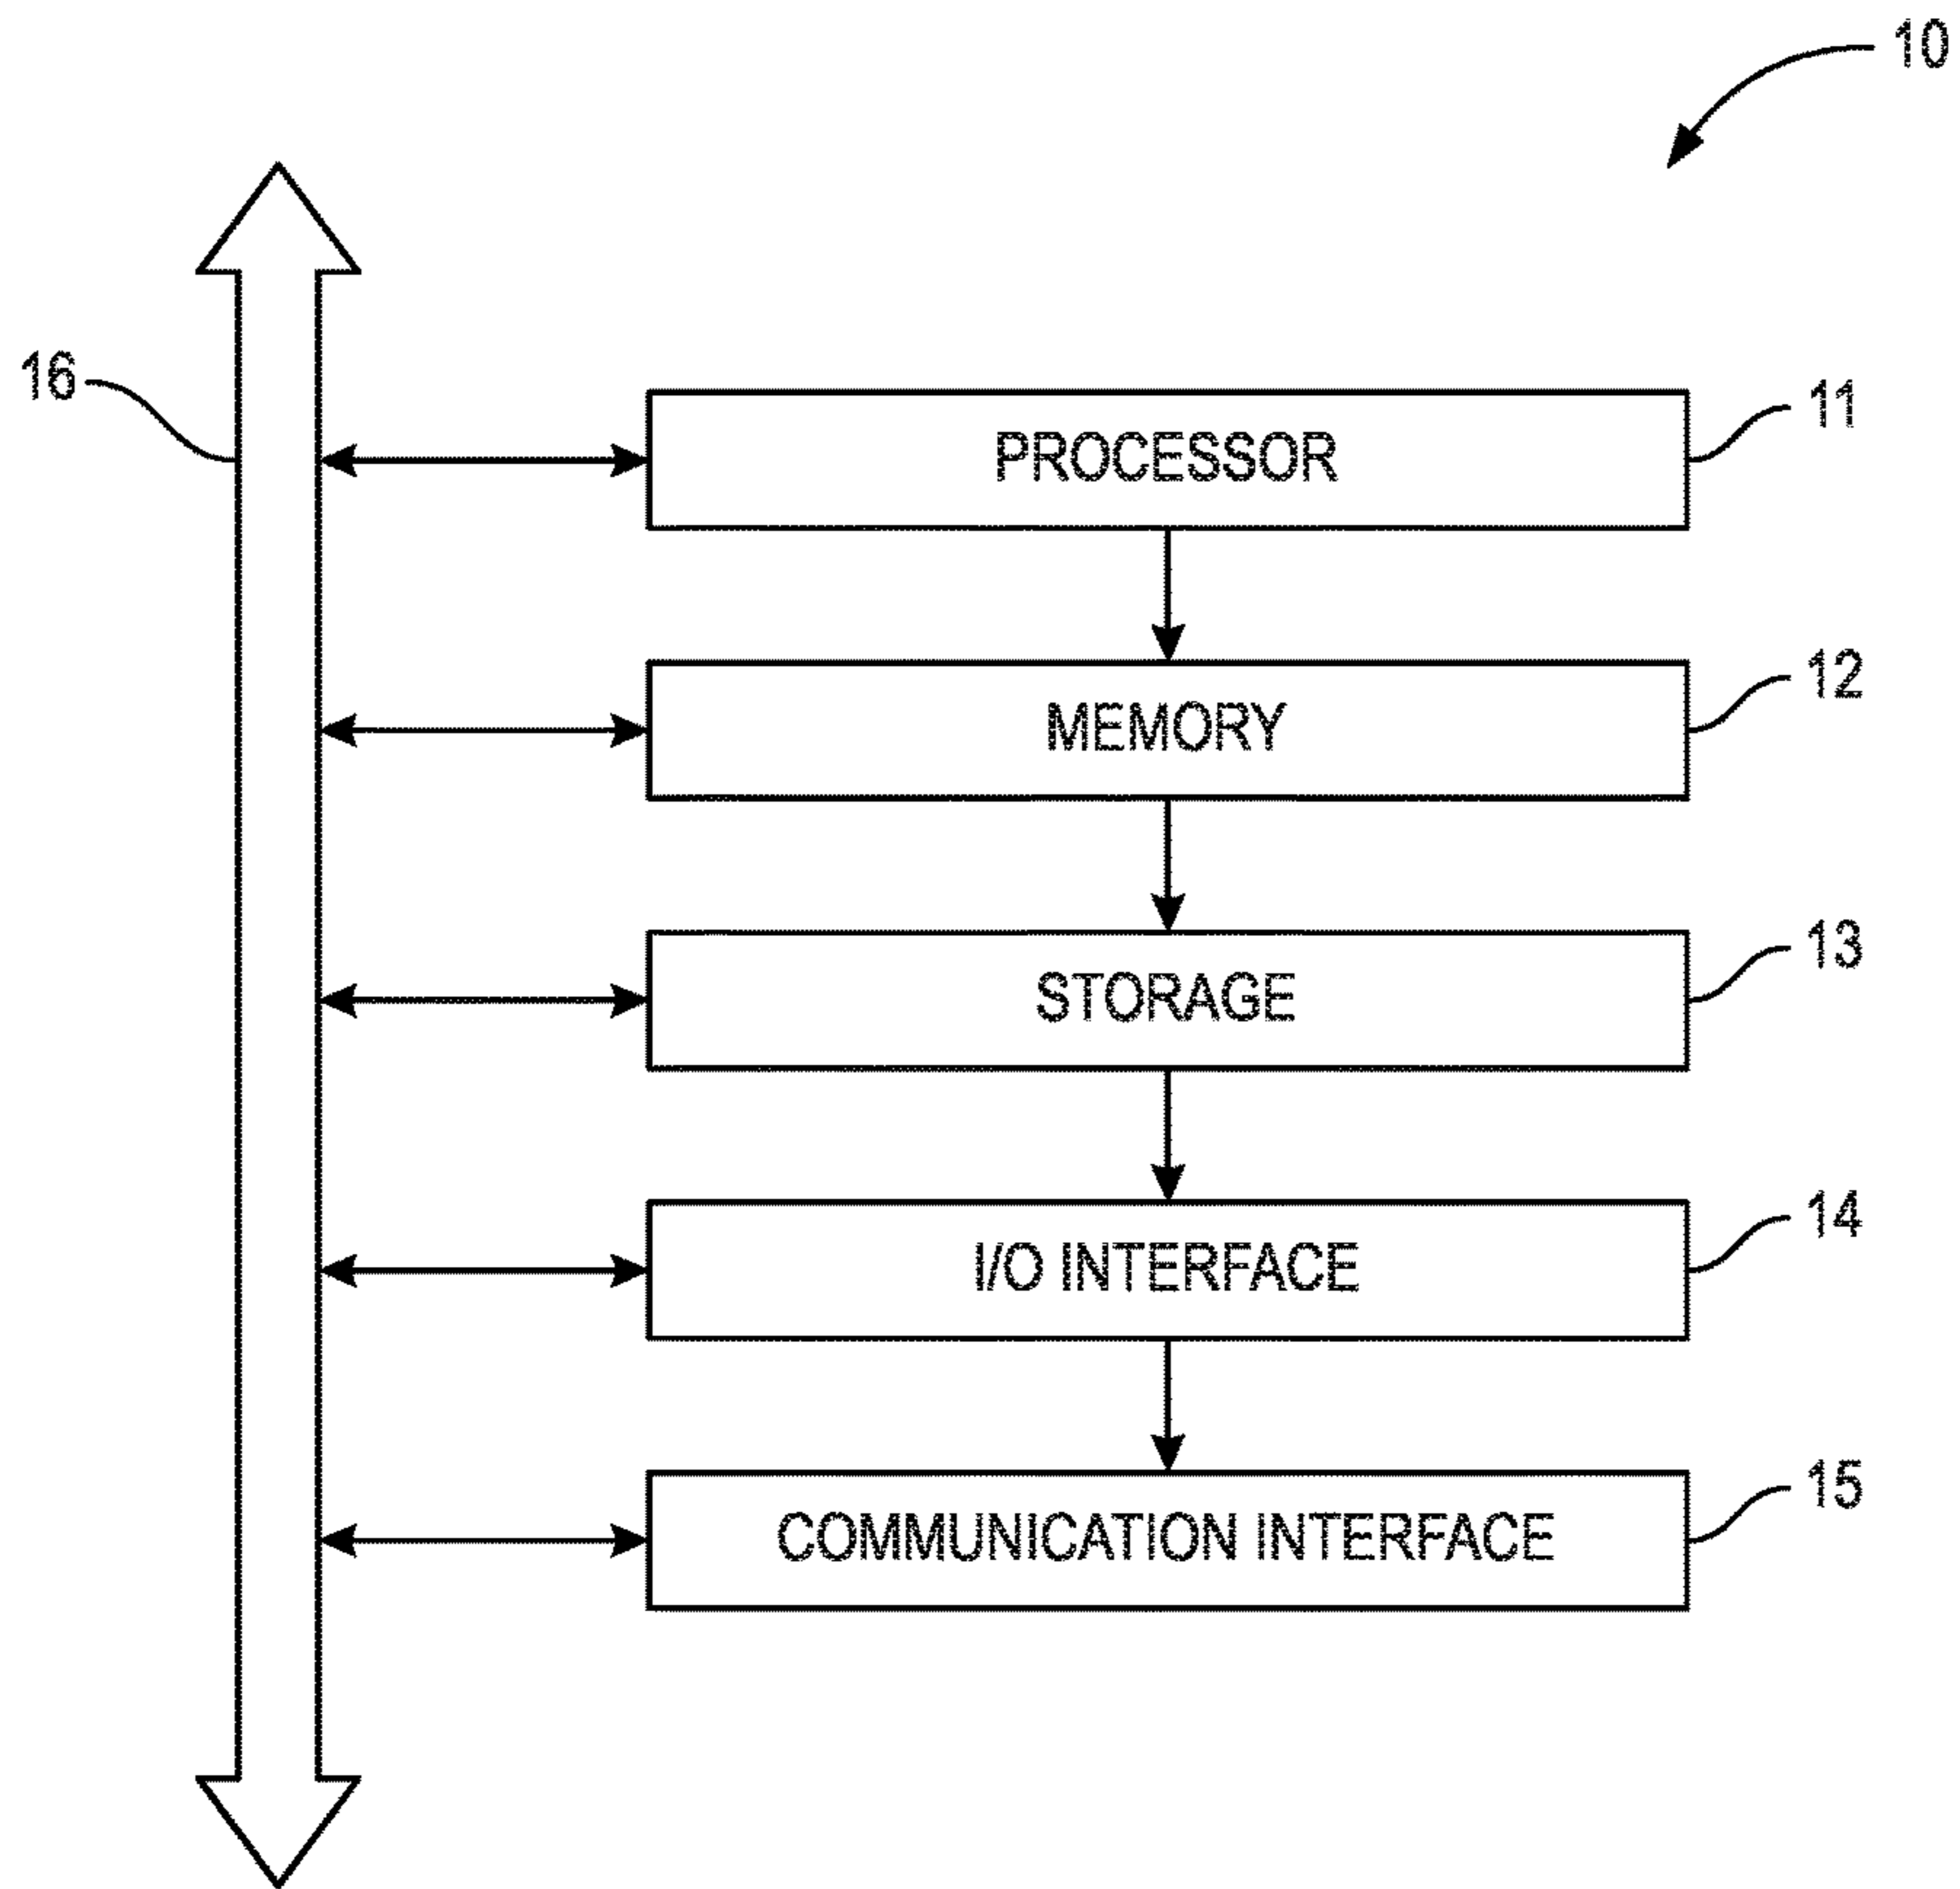 10
16
11
PROCESSOR
12
MEMORY
13
STORAGE
14
I/O INTERFACE
15
COMMUNICATION INTERFACE